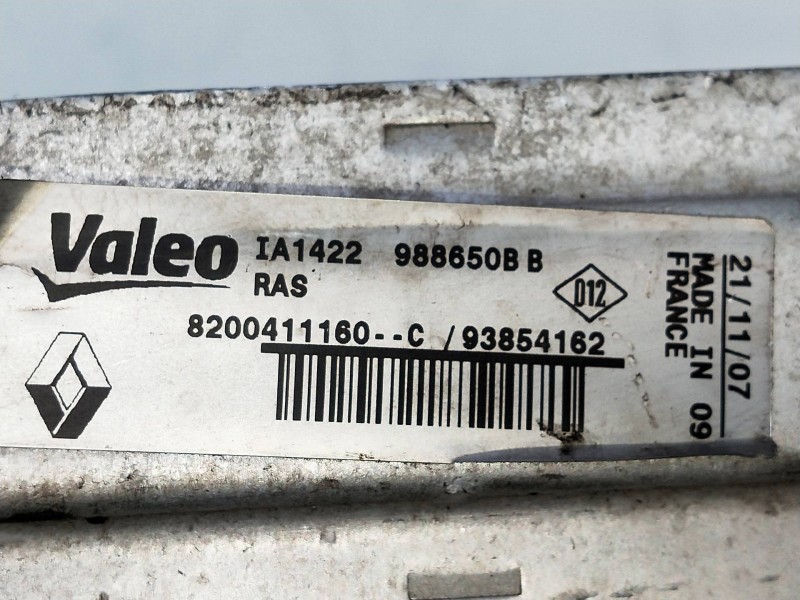 Valeo IA1422 988650B B
RAS
D12
8200411160--C /93854162
21/11/07
MADE IN 09
FRANCE